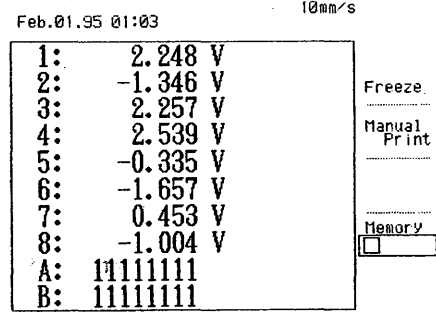 10mm/s
Feb.01.95 01:03
1: 2.248 V
2: -1.346 V
3: 2.257 V
4: 2.539 V
5: -0.335 V
6: -1.657 V
7: 0.453 V
8: -1.004 V
A: 11111111
B: 11111111
Freeze
Manual
Print
Memory